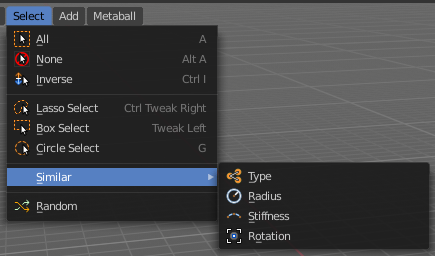 Select Add Metaball
All A
None Alt A
Inverse Ctrl I
Lasso Select Ctrl Tweak Right
Box Select Tweak Left
Circle Select G
Similar
Type
Radius
Stiffness
Rotation
Random